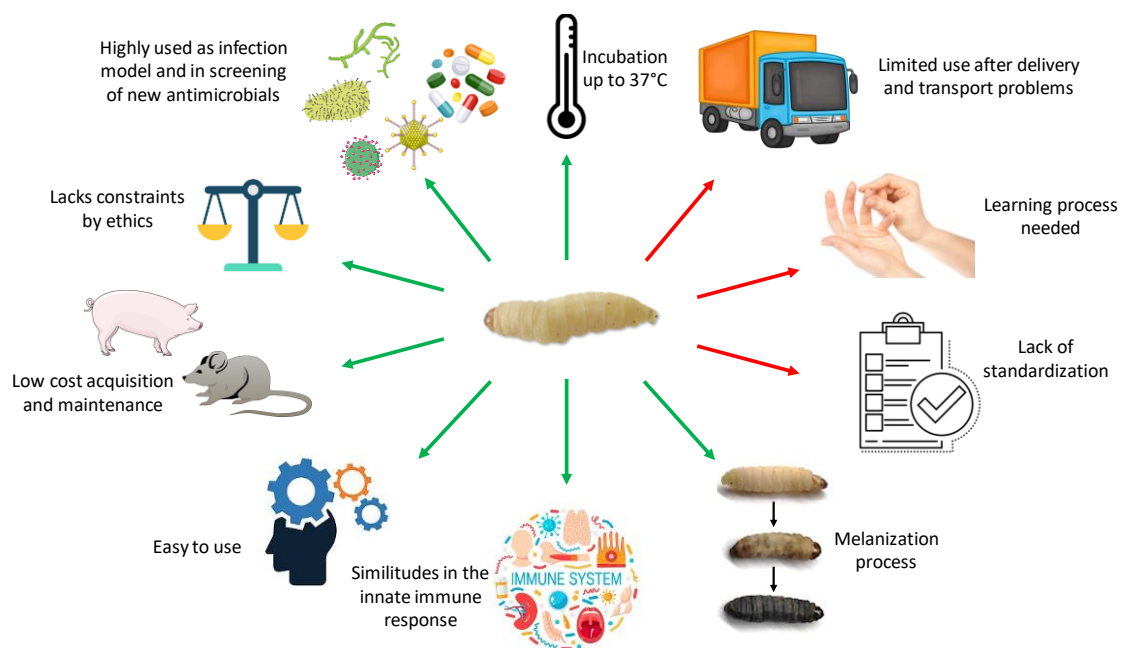 Highly used as infection
model and in screening
of new antimicrobials
Incubation
up to 37°C
Limited use after delivery
and transport problems
Lacks constraints
by ethics
Learning process
needed
Low cost acquisition
and maintenance
Lack of
standardization
Easy to use
Similitudes in the
innate immune
response
IMMUNE SYSTEM
Melanization
process